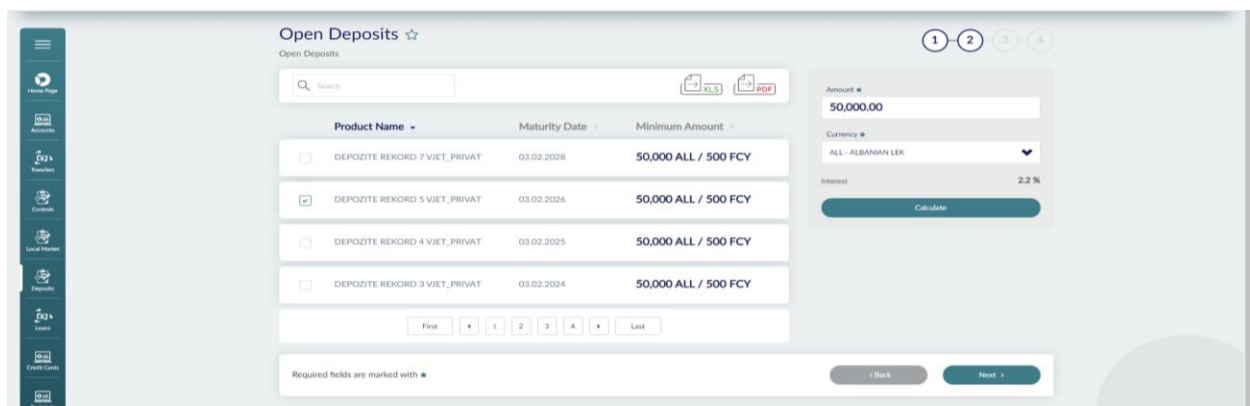 Open Deposits
Open Deposits
1 2 3 4
Home Page
Accounts
Transfers
Controls
Local Market
Deposits
Loans
Credit Cards
Search
XLS PDF
Product Name Maturity Date Minimum Amount
DEPOZITE REKORD 7 VJET_PRIVAT 03.02.2028 50,000 ALL / 500 FCY
DEPOZITE REKORD 5 VJET_PRIVAT 03.02.2026 50,000 ALL / 500 FCY
DEPOZITE REKORD 4 VJET_PRIVAT 03.02.2025 50,000 ALL / 500 FCY
DEPOZITE REKORD 3 VJET_PRIVAT 03.02.2024 50,000 ALL / 500 FCY
First 1 2 3 4 Last
Amount
50,000.00
Currency
ALL - ALBANIAN LEK
Interest 2.2 %
Calculate
Required fields are marked with
Back Next